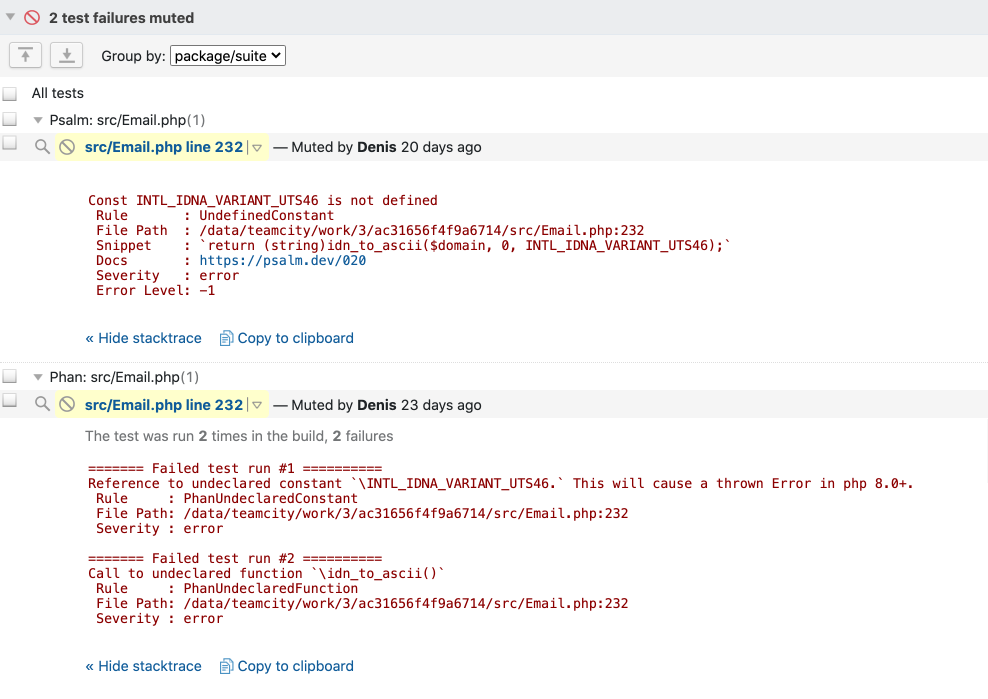 2 test failures muted
Group by: package/suite
All tests
Psalm: src/Email.php(1)
src/Email.php line 232 — Muted by Denis 20 days ago
Const INTL_IDNA_VARIANT_UTS46 is not defined
Rule : UndefinedConstant
File Path : /data/teamcity/work/3/ac31656f4f9a6714/src/Email.php:232
Snippet : `return (string)idn_to_ascii($domain, 0, INTL_IDNA_VARIANT_UTS46);`
Docs : https://psalm.dev/020
Severity : error
Error Level: -1
« Hide stacktrace Copy to clipboard
Phan: src/Email.php(1)
src/Email.php line 232 — Muted by Denis 23 days ago
The test was run 2 times in the build, 2 failures
======= Failed test run #1 ==========
Reference to undeclared constant `\INTL_IDNA_VARIANT_UTS46.` This will cause a thrown Error in php 8.0+.
Rule : PhanUndeclaredConstant
File Path: /data/teamcity/work/3/ac31656f4f9a6714/src/Email.php:232
Severity : error
======= Failed test run #2 ==========
Call to undeclared function `\idn_to_ascii()`
Rule : PhanUndeclaredFunction
File Path: /data/teamcity/work/3/ac31656f4f9a6714/src/Email.php:232
Severity : error
« Hide stacktrace Copy to clipboard